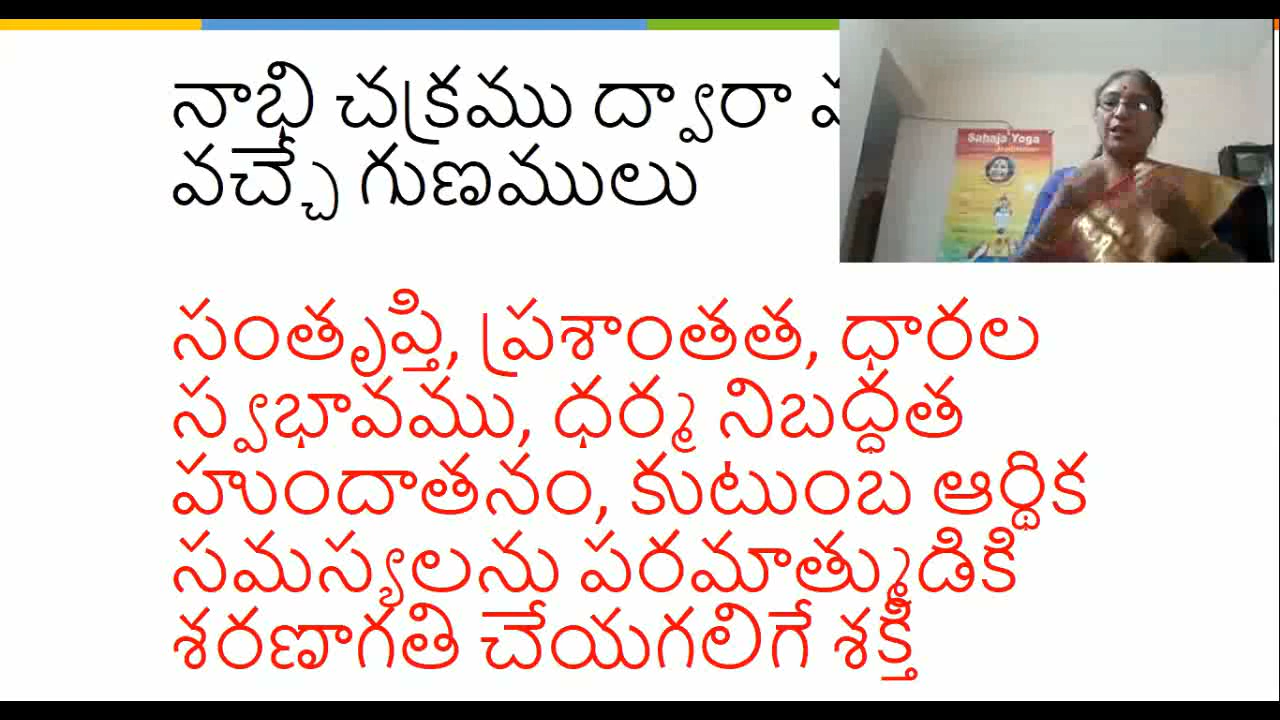 నాభి చక్రము ద్వారా
వచ్చే గుణములు
Sahaja Yoga
సంతృప్తి, ప్రశాంతత, ధారల
స్వభావము, ధర్మ నిబద్ధత
హుందాతనం, కుటుంబ ఆర్థిక
సమస్యలను పరమాత్ముడికి
శరణాగతి చేయగలిగే శక్తి